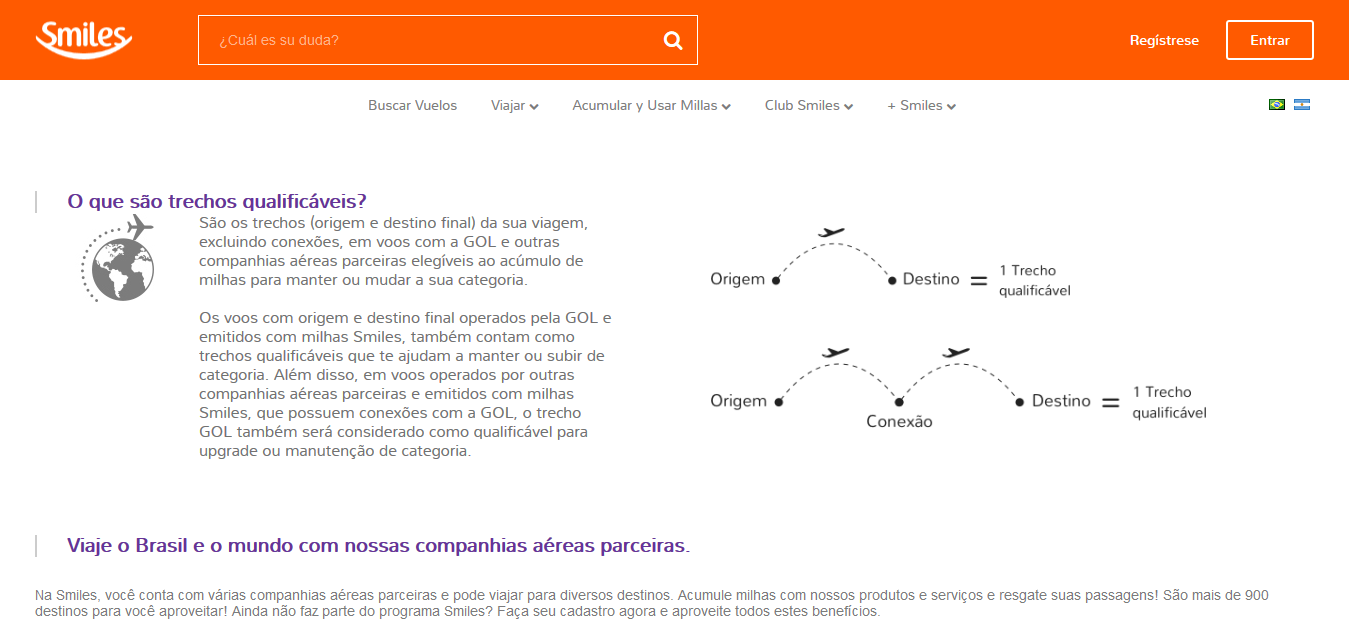 Smiles
¿Cuál es su duda?
Regístrese
Entrar
Buscar Vuelos
Viajar
Acumular y Usar Millas
Club Smiles
+ Smiles
O que são trechos qualificáveis?
São os trechos (origem e destino final) da sua viagem,
excluindo conexões, em voos com a GOL e outras
companhias aéreas parceiras elegíveis ao acúmulo de
milhas para manter ou mudar a sua categoria.
Os voos com origem e destino final operados pela GOL e
emitidos com milhas Smiles, também contam como
trechos qualificáveis que te ajudam a manter ou subir de
categoria. Além disso, em voos operados por outras
companhias aéreas parceiras e emitidos com milhas
Smiles, que possuem conexões com a GOL, o trecho
GOL também será considerado como qualificável para
upgrade ou manutenção de categoria.
Origem
Destino
=
1 Trecho
qualificável
Origem
Conexão
Destino
=
1 Trecho
qualificável
Viaje o Brasil e o mundo com nossas companhias aéreas parceiras.
Na Smiles, você conta com várias companhias aéreas parceiras e pode viajar para diversos destinos. Acumule milhas com nossos produtos e serviços e resgate suas passagens! São mais de 900
destinos para você aproveitar! Ainda não faz parte do programa Smiles? Faça seu cadastro agora e aproveite todos estes benefícios.